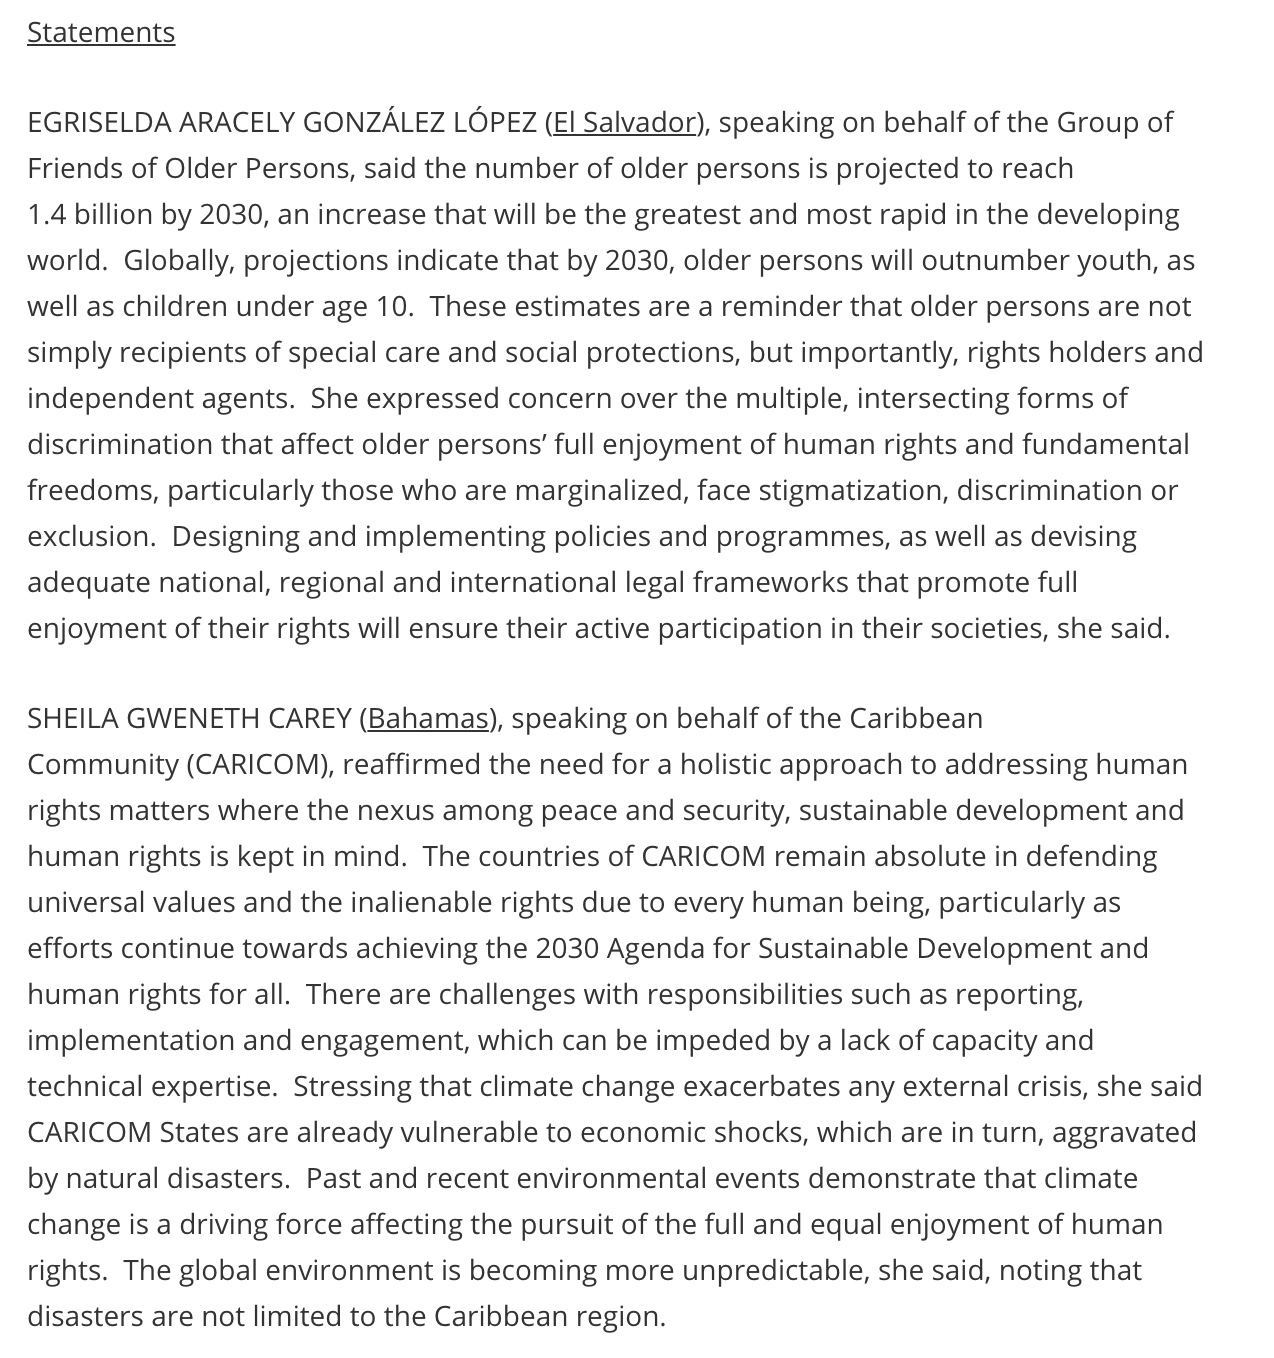 Statements
EGRISELDA ARACELY GONZÁLEZ LÓPEZ (El Salvador), speaking on behalf of the Group of
Friends of Older Persons, said the number of older persons is projected to reach
1.4 billion by 2030, an increase that will be the greatest and most rapid in the developing
world.  Globally, projections indicate that by 2030, older persons will outnumber youth, as
well as children under age 10.  These estimates are a reminder that older persons are not
simply recipients of special care and social protections, but importantly, rights holders and
independent agents.  She expressed concern over the multiple, intersecting forms of
discrimination that affect older persons’ full enjoyment of human rights and fundamental
freedoms, particularly those who are marginalized, face stigmatization, discrimination or
exclusion.  Designing and implementing policies and programmes, as well as devising
adequate national, regional and international legal frameworks that promote full
enjoyment of their rights will ensure their active participation in their societies, she said.
SHEILA GWENETH CAREY (Bahamas), speaking on behalf of the Caribbean
Community (CARICOM), reaffirmed the need for a holistic approach to addressing human
rights matters where the nexus among peace and security, sustainable development and
human rights is kept in mind.  The countries of CARICOM remain absolute in defending
universal values and the inalienable rights due to every human being, particularly as
efforts continue towards achieving the 2030 Agenda for Sustainable Development and
human rights for all.  There are challenges with responsibilities such as reporting,
implementation and engagement, which can be impeded by a lack of capacity and
technical expertise.  Stressing that climate change exacerbates any external crisis, she said
CARICOM States are already vulnerable to economic shocks, which are in turn, aggravated
by natural disasters.  Past and recent environmental events demonstrate that climate
change is a driving force affecting the pursuit of the full and equal enjoyment of human
rights.  The global environment is becoming more unpredictable, she said, noting that
disasters are not limited to the Caribbean region.